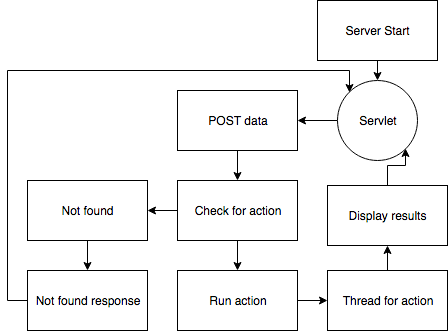 Server Start
Servlet
POST data
Check for action
Not found
Not found response
Run action
Thread for action
Display results